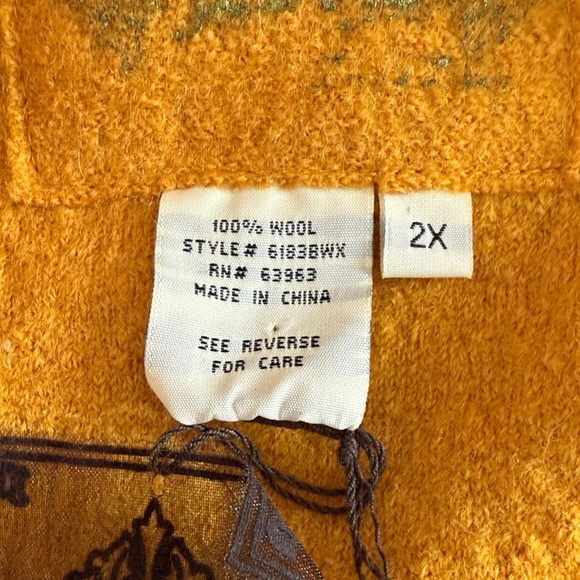 100% WOOL
STYLE# 6183BWX
RN# 63963
MADE IN CHINA
SEE REVERSE
FOR CARE
2X